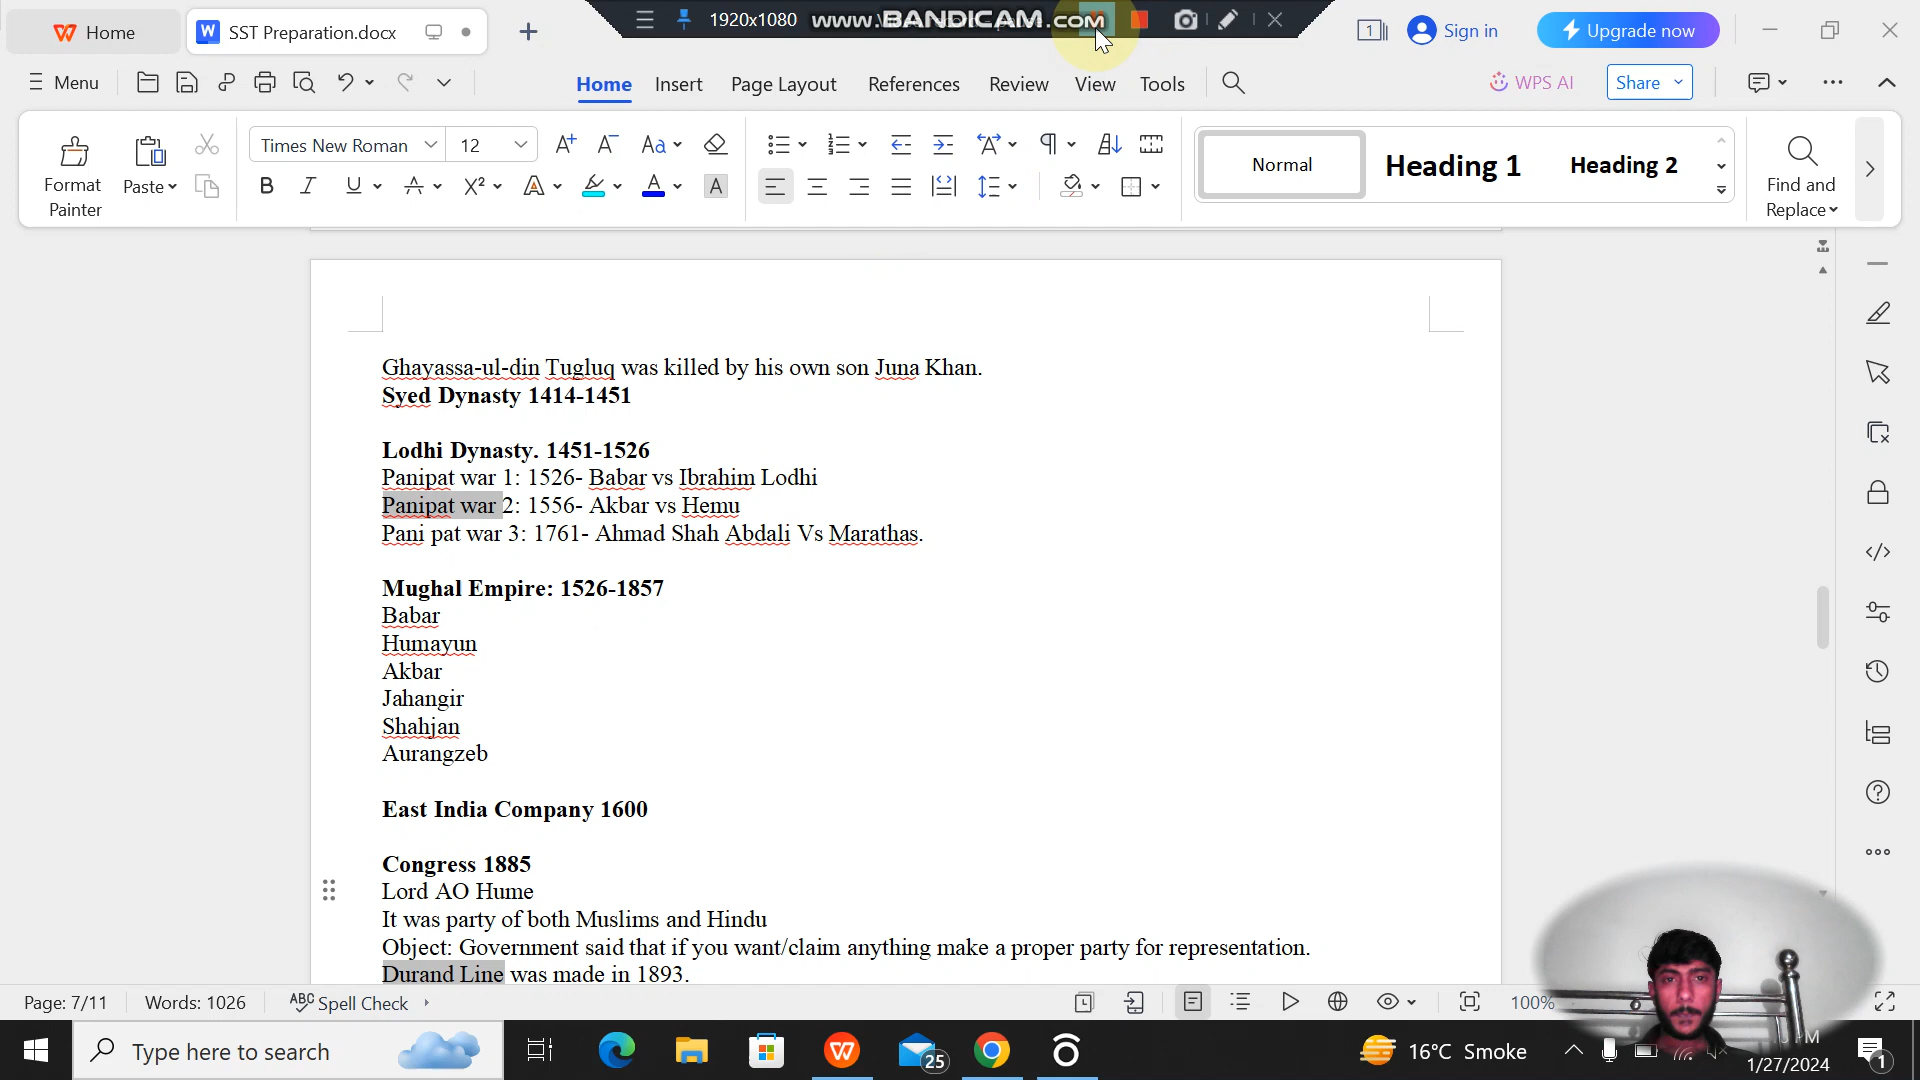 Home
SST Preparation.docx
1920x1080
www.BANDICAM.com
1
Sign in
Upgrade now
Menu
Home
Insert
Page Layout
References
Review
View
Tools
WPS AI
Share
Format
Painter
Paste
Times New Roman
12
Normal
Heading 1
Heading 2
Find and
Replace
Ghayassa-ul-din Tugluq was killed by his own son Juna Khan.
Syed Dynasty 1414-1451
Lodhi Dynasty. 1451-1526
Panipat war 1: 1526- Babar vs Ibrahim Lodhi
Panipat war 2: 1556- Akbar vs Hemu
Pani pat war 3: 1761- Ahmad Shah Abdali Vs Marathas.
Mughal Empire: 1526-1857
Babar
Humayun
Akbar
Jahangir
Shahjan
Aurangzeb
East India Company 1600
Congress 1885
Lord AO Hume
It was party of both Muslims and Hindu
Object: Government said that if you want/claim anything make a proper party for representation.
Durand Line was made in 1893.
Page: 7/11
Words: 1026
ABC Spell Check
100%
Type here to search
25
16°C Smoke
PM
1/27/2024
1